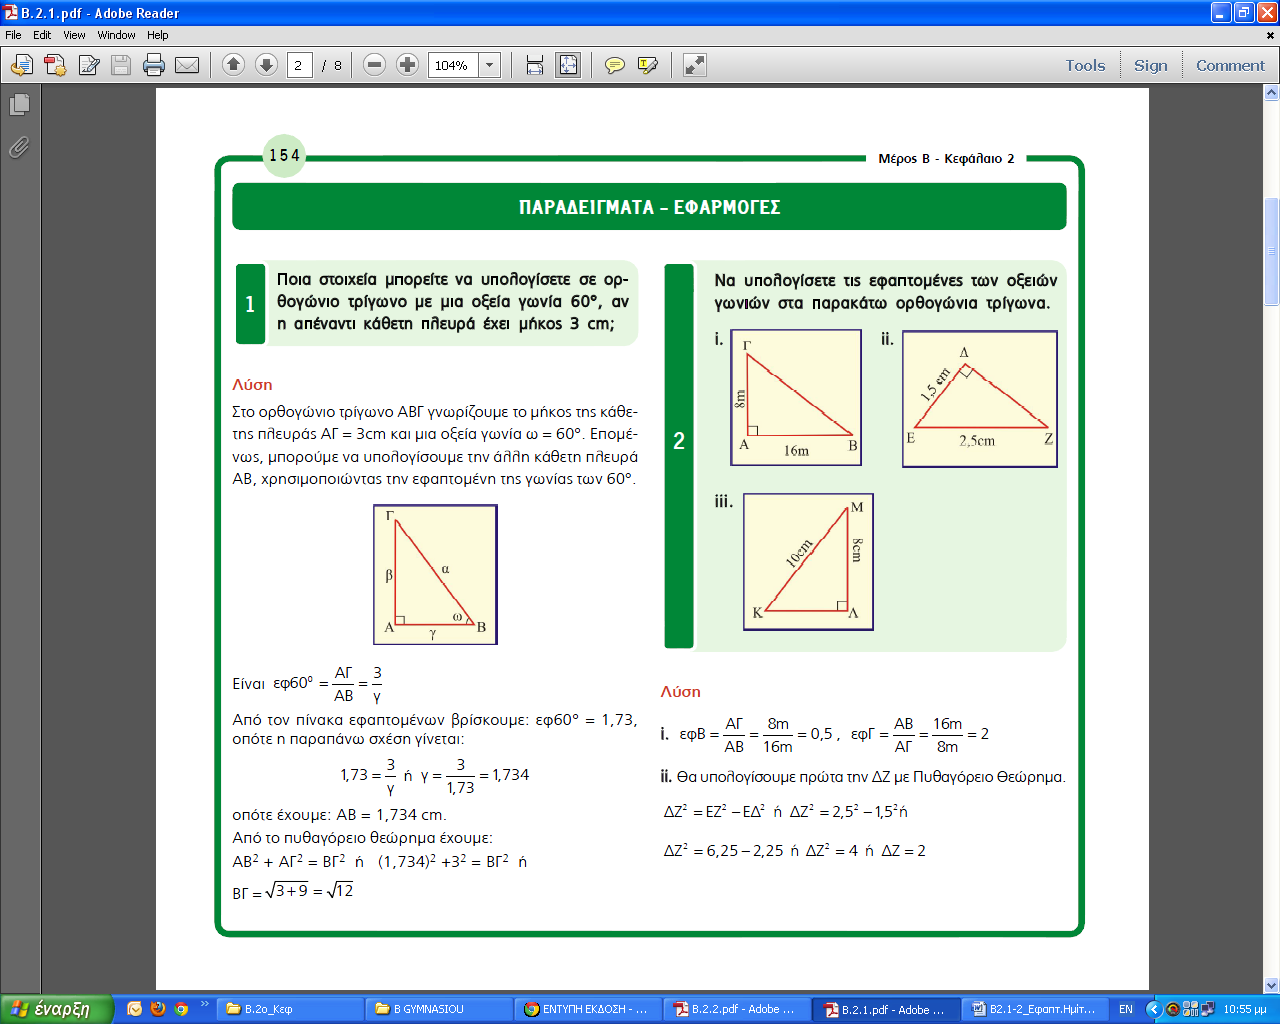 B.2.1.pdf - Adobe Reader
File Edit View Window Help
2 / 8 104% Tools Sign Comment
154
Μέρος Β - Κεφάλαιο 2
ΠΑΡΑΔΕΙΓΜΑΤΑ – ΕΦΑΡΜΟΓΕΣ
1
Ποια στοιχεία μπορείτε να υπολογίσετε σε ορ-
θογώνιο τρίγωνο με μια οξεία γωνία 60°, αν
η απέναντι κάθετη πλευρά έχει μήκος 3 cm;
Λύση
Στο ορθογώνιο τρίγωνο ΑΒΓ γνωρίζουμε το μήκος της κάθε-
της πλευράς ΑΓ = 3cm και μια οξεία γωνία ω = 60°. Επομέ-
νως, μπορούμε να υπολογίσουμε την άλλη κάθετη πλευρά
ΑΒ, χρησιμοποιώντας την εφαπτομένη της γωνίας των 60°.
Γ
β α
Α γ ω Β
Είναι εφ60° = ΑΓ/ΑΒ = 3/γ
Από τον πίνακα εφαπτομένων βρίσκουμε: εφ60° = 1,73,
οπότε η παραπάνω σχέση γίνεται:
1,73 = 3/γ ή γ = 3/1,73 = 1,734
οπότε έχουμε: ΑΒ = 1,734 cm.
Από το πυθαγόρειο θεώρημα έχουμε:
ΑΒ² + ΑΓ² = ΒΓ² ή (1,734)² +3² = ΒΓ² ή
ΒΓ = √3+9 = √12
2
Να υπολογίσετε τις εφαπτομένες των οξειών
γωνιών στα παρακάτω ορθογώνια τρίγωνα.
i.
Γ
8m
Α 16m Β
ii.
Δ
1,5 cm
Ε 2,5cm Ζ
iii.
Μ
10cm 8cm
Κ Λ
Λύση
i. εφΒ = ΑΓ/ΑΒ = 8m/16m = 0,5 , εφΓ = ΑΒ/ΑΓ = 16m/8m = 2
ii. Θα υπολογίσουμε πρώτα την ΔΖ με Πυθαγόρειο Θεώρημα.
ΔΖ² = ΕΖ² – ΕΔ² ή ΔΖ² = 2,5² – 1,5² ή
ΔΖ² = 6,25 – 2,25 ή ΔΖ² = 4 ή ΔΖ = 2
έναρξη » Β.2ο_Κεφ B GYMNASIOU ΕΝΤΥΠΗ ΕΚΔΟΣΗ - ... B.2.2.pdf - Adobe ... B.2.1.pdf - Adobe ... B2.1-2_Εφαπτ.Ημίτ... EN 10:55 μμ